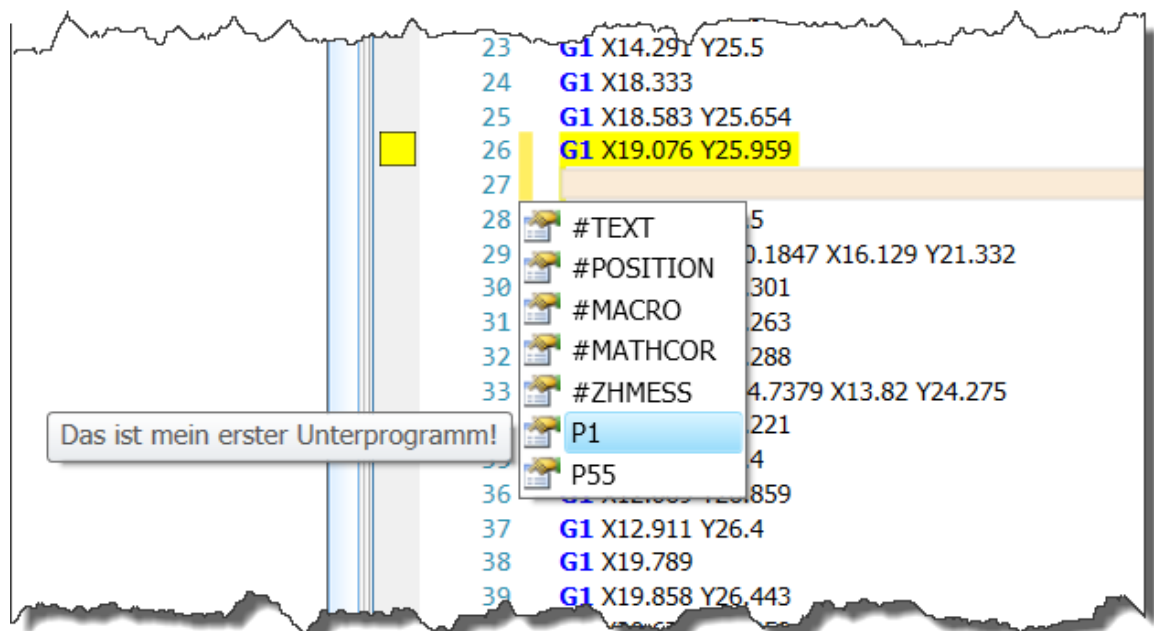 23 G1 X14.291 Y25.5
24 G1 X18.333
25 G1 X18.583 Y25.654
26 G1 X19.076 Y25.959
27
28 .5
#TEXT
29 0.1847 X16.129 Y21.332
#POSITION
30 .301
#MACRO
31 .263
#MATHCOR
32 .288
33 4.7379 X13.82 Y24.275
#ZHMESS
.221
Das ist mein erster Unterprogramm!
P1
.4
P55
36 .859
37 G1 X12.911 Y26.4
38 G1 X19.789
39 G1 X19.858 Y26.443